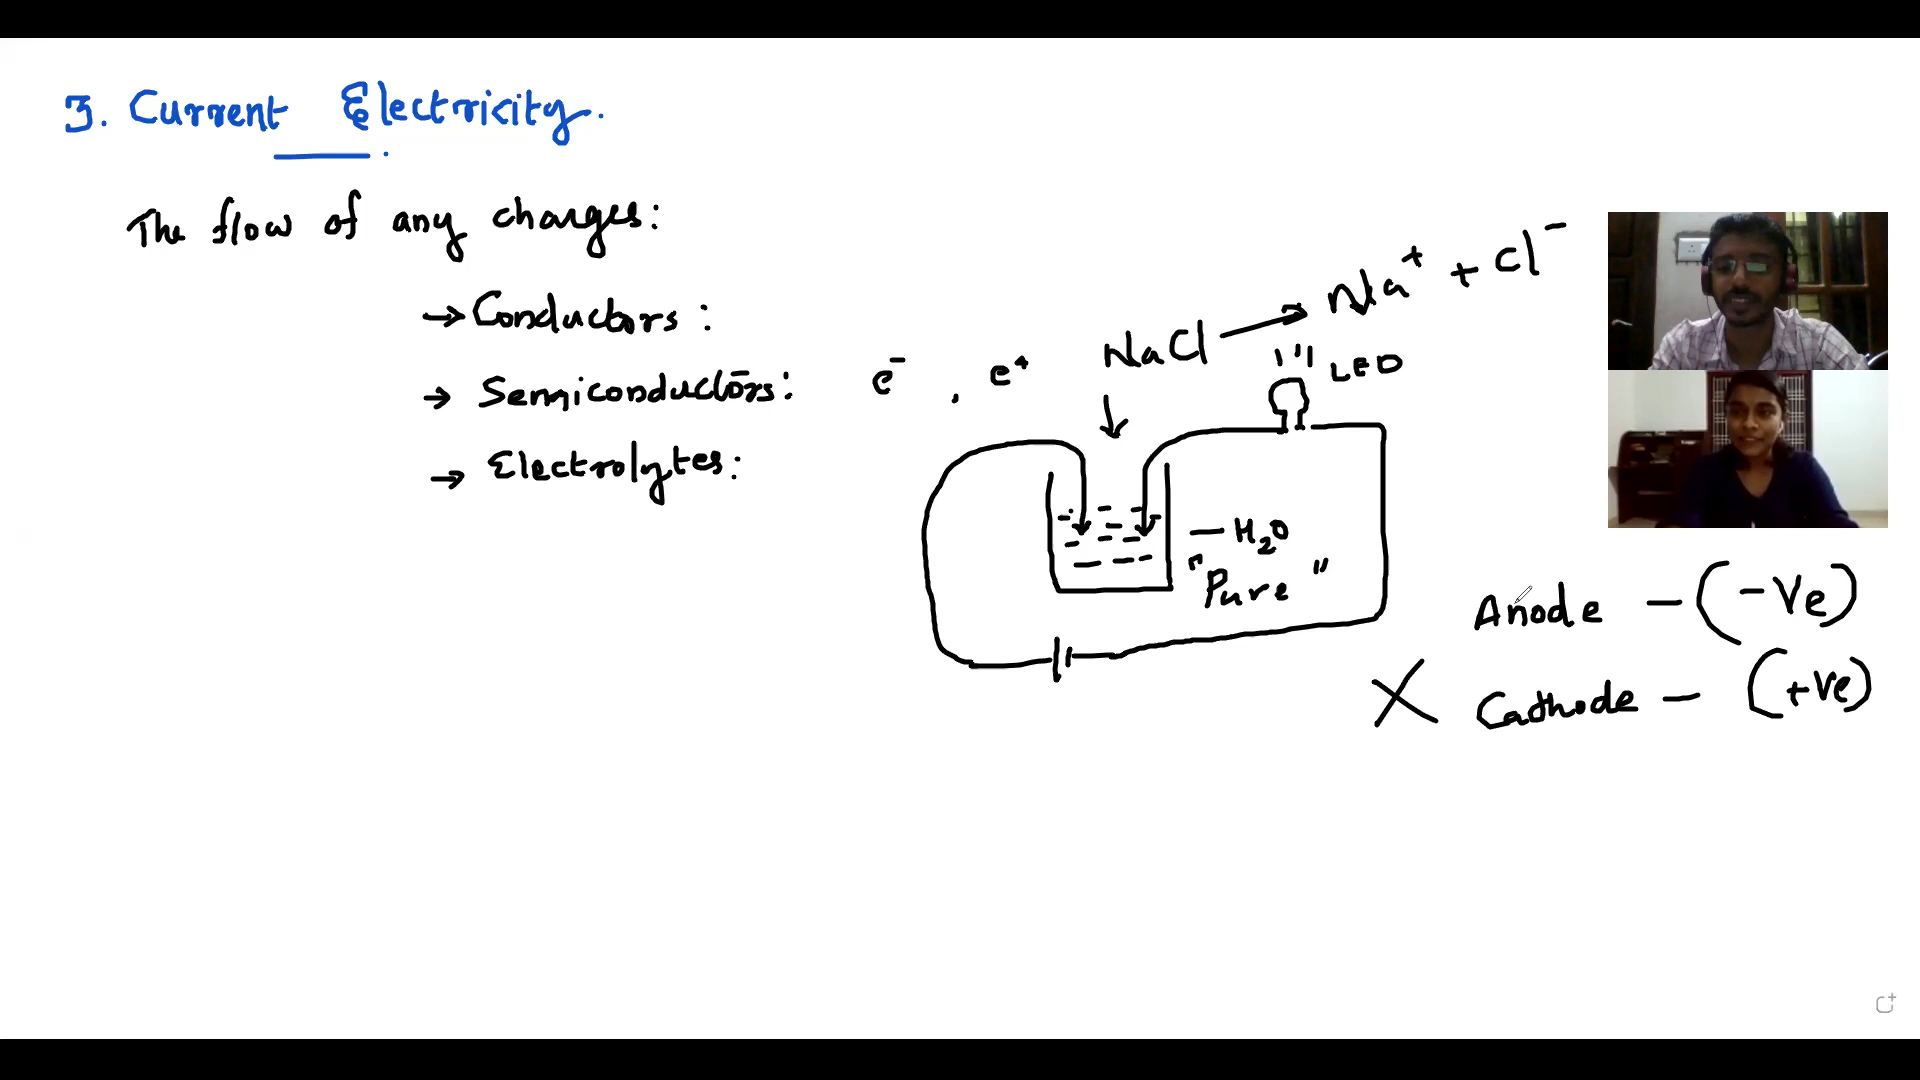 3. Current Electricity.
The flow of any charges:
→ Conductors:
→ Semiconductors: e⁻ , e⁺
→ Electrolytes:
NaCl → Na⁺ + Cl⁻
LED
— H₂O
"Pure"
Anode — (-ve)
X Cathode — (+ve)